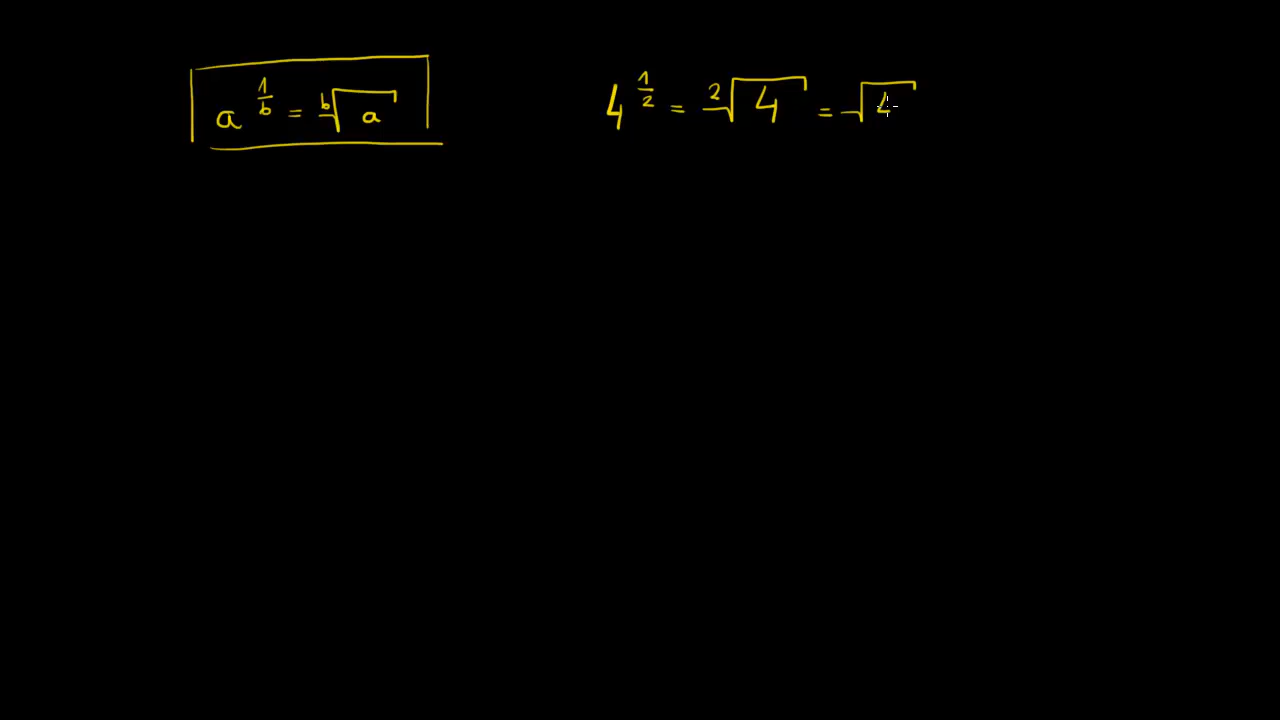 a^{1/b} = ᵇ√a
4^{1/2} = ²√4 = √4